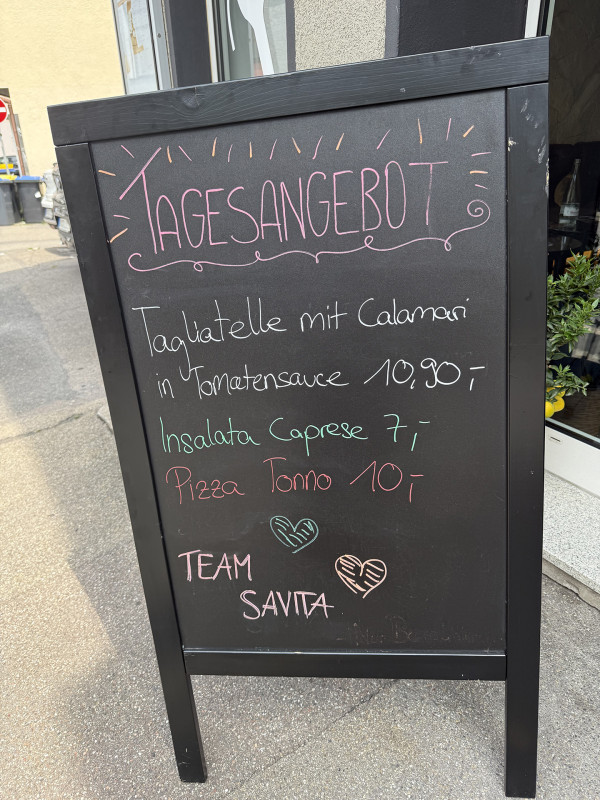 TAGESANGEBOT
Tagliatelle mit Calamari
in Tomatensauce 10,90,-
Insalata Caprese 7,-
Pizza Tonno 10,-
TEAM
SAVITA